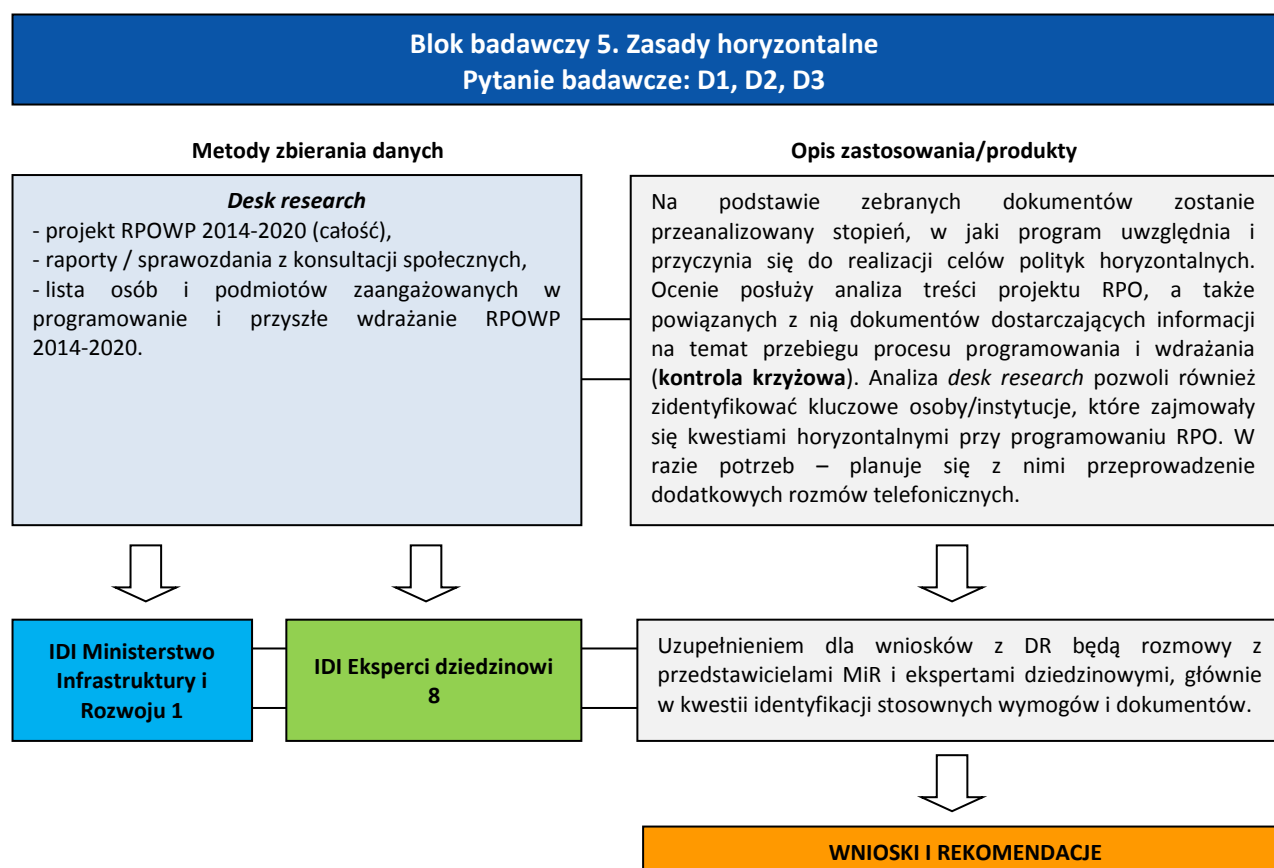 Blok badawczy 5. Zasady horyzontalne
Pytanie badawcze: D1, D2, D3
Metody zbierania danych
Opis zastosowania/produkty
Desk research
- projekt RPOWP 2014-2020 (całość),
- raporty / sprawozdania z konsultacji społecznych,
- lista osób i podmiotów zaangażowanych w
programowanie i przyszłe wdrażanie RPOWP
2014-2020.
Na podstawie zebranych dokumentów zostanie
przeanalizowany stopień, w jaki program uwzględnia i
przyczynia się do realizacji celów polityk horyzontalnych.
Ocenie posłuży analiza treści projektu RPO, a także
powiązanych z nią dokumentów dostarczających informacji
na temat przebiegu procesu programowania i wdrażania
(kontrola krzyżowa). Analiza desk research pozwoli również
zidentyfikować kluczowe osoby/instytucje, które zajmowały
się kwestiami horyzontalnymi przy programowaniu RPO. W
razie potrzeb – planuje się z nimi przeprowadzenie
dodatkowych rozmów telefonicznych.
IDI Ministerstwo
Infrastruktury i
Rozwoju 1
IDI Eksperci dziedzinowi
8
Uzupełnieniem dla wniosków z DR będą rozmowy z
przedstawicielami MiR i ekspertami dziedzinowymi, głównie
w kwestii identyfikacji stosownych wymogów i dokumentów.
WNIOSKI I REKOMENDACJE